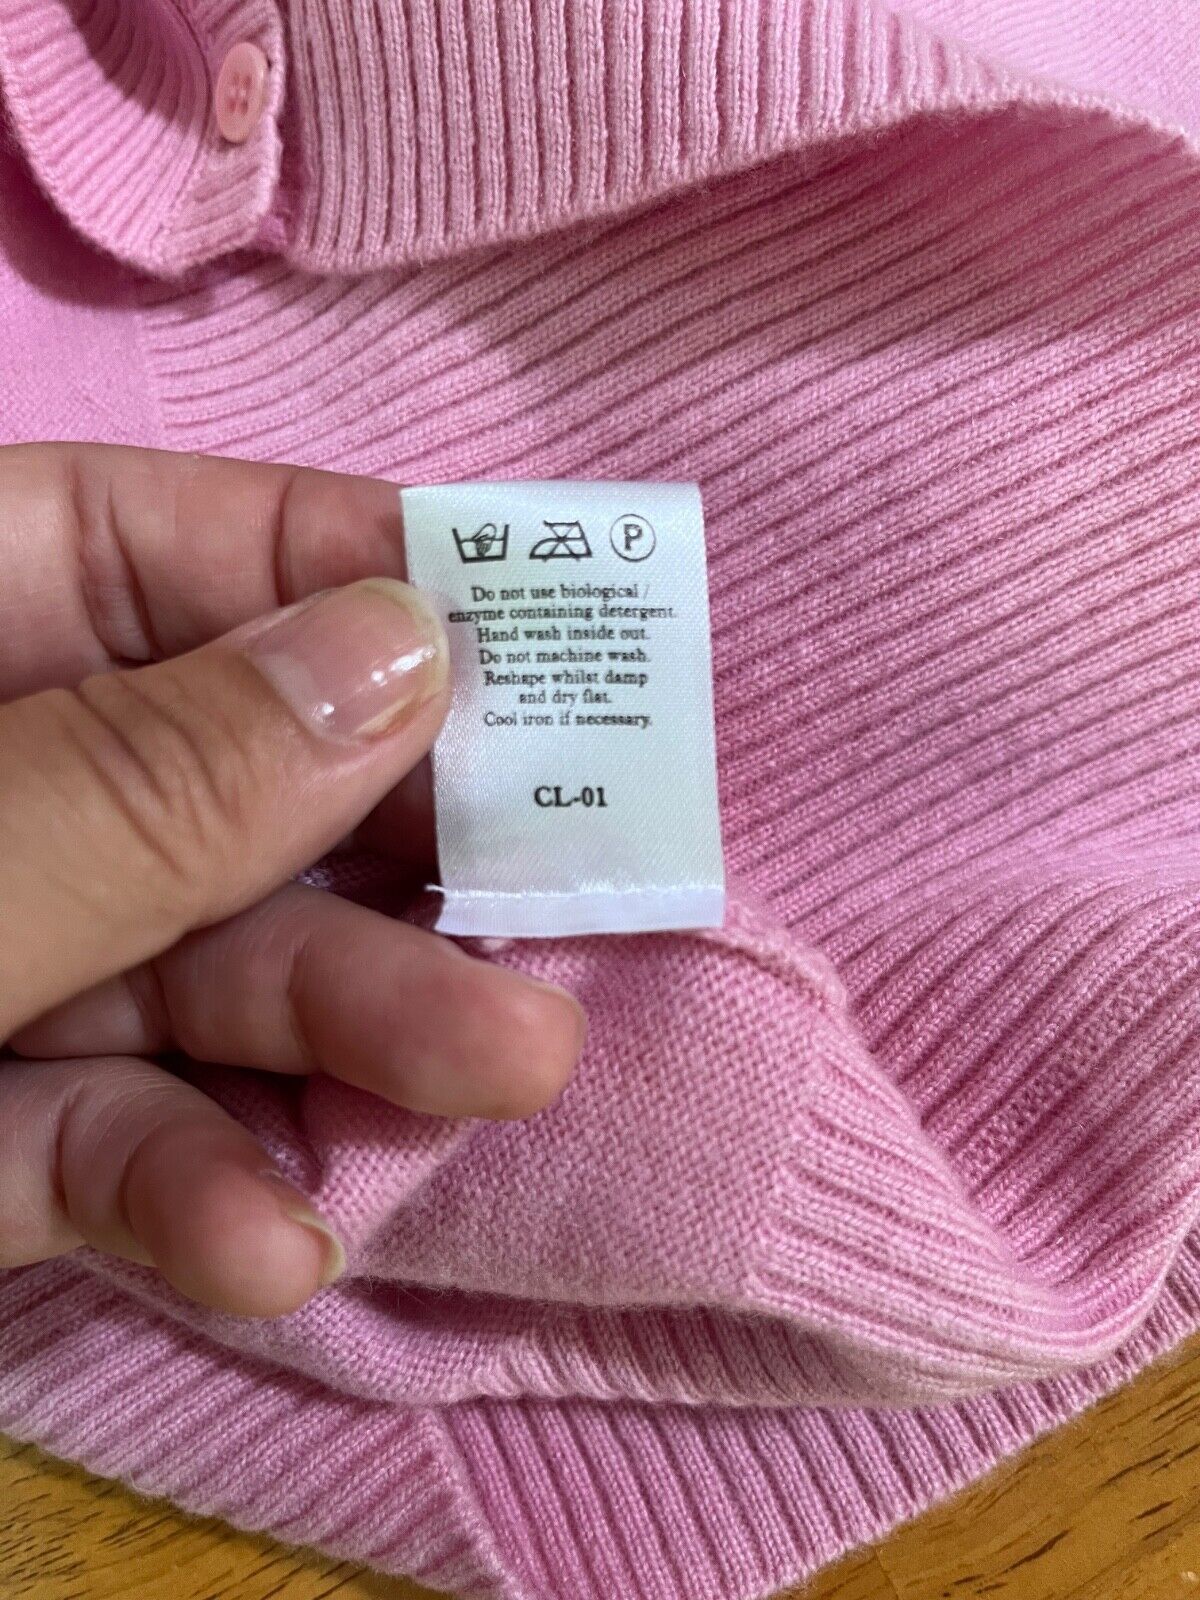 P
Do not use biological /
enzyme containing detergent.
Hand wash inside out.
Do not machine wash.
Reshape whilst damp
and dry flat.
Cool iron if necessary.
CL-01